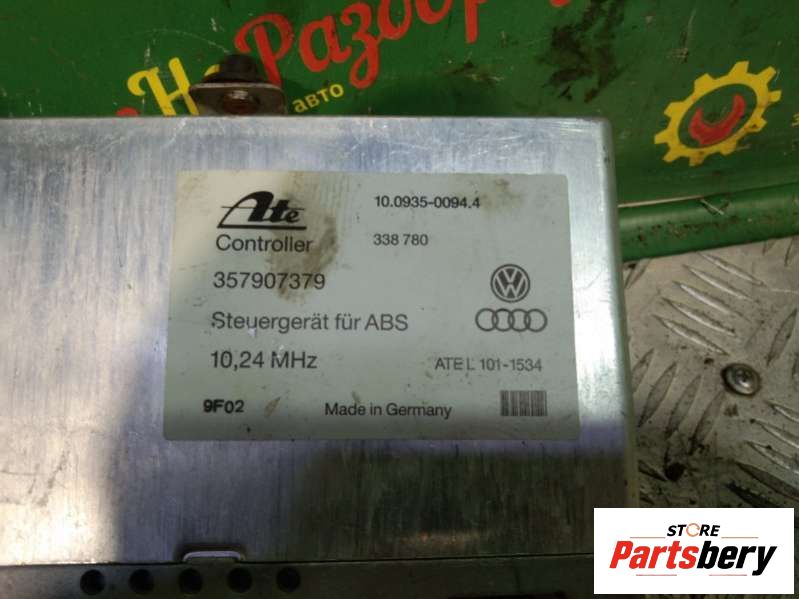 НаРазбор
авто
Ate
10.0935-0094.4
Controller
338 780
357907379
Steuergerät für ABS
10,24 MHz
ATE L 101-1534
9F02
Made in Germany
STORE
Partsbery